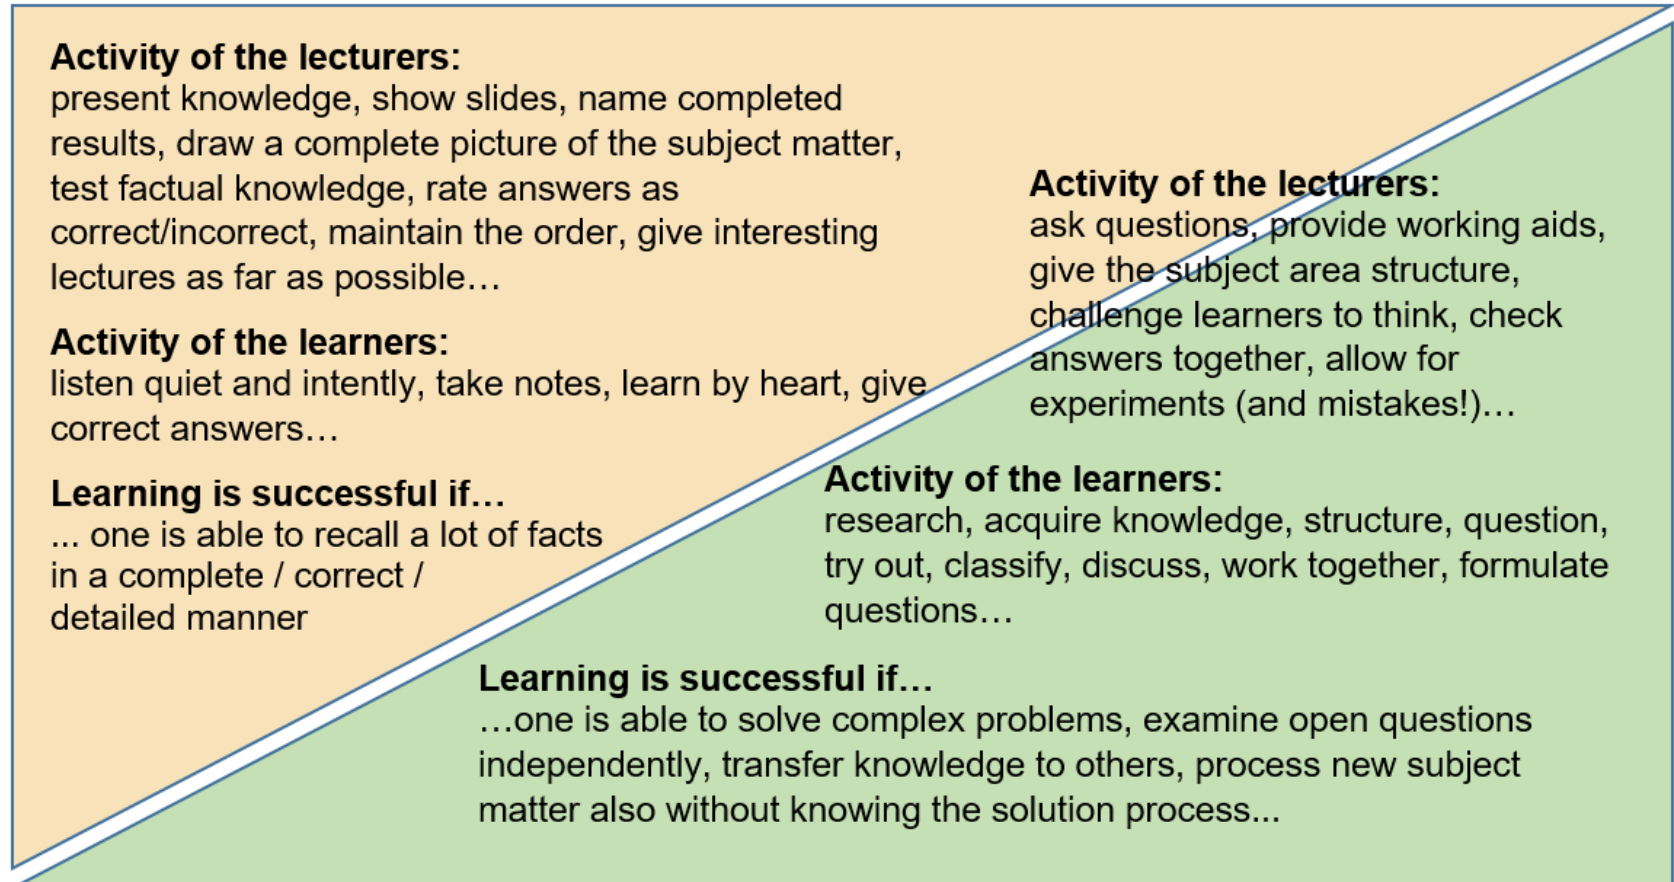 Activity of the lecturers:
present knowledge, show slides, name completed
results, draw a complete picture of the subject matter,
test factual knowledge, rate answers as
correct/incorrect, maintain the order, give interesting
lectures as far as possible…
Activity of the learners:
listen quiet and intently, take notes, learn by heart, give
correct answers…
Learning is successful if…
... one is able to recall a lot of facts
in a complete / correct /
detailed manner
Activity of the lecturers:
ask questions, provide working aids,
give the subject area structure,
challenge learners to think, check
answers together, allow for
experiments (and mistakes!)…
Activity of the learners:
research, acquire knowledge, structure, question,
try out, classify, discuss, work together, formulate
questions…
Learning is successful if…
…one is able to solve complex problems, examine open questions
independently, transfer knowledge to others, process new subject
matter also without knowing the solution process...